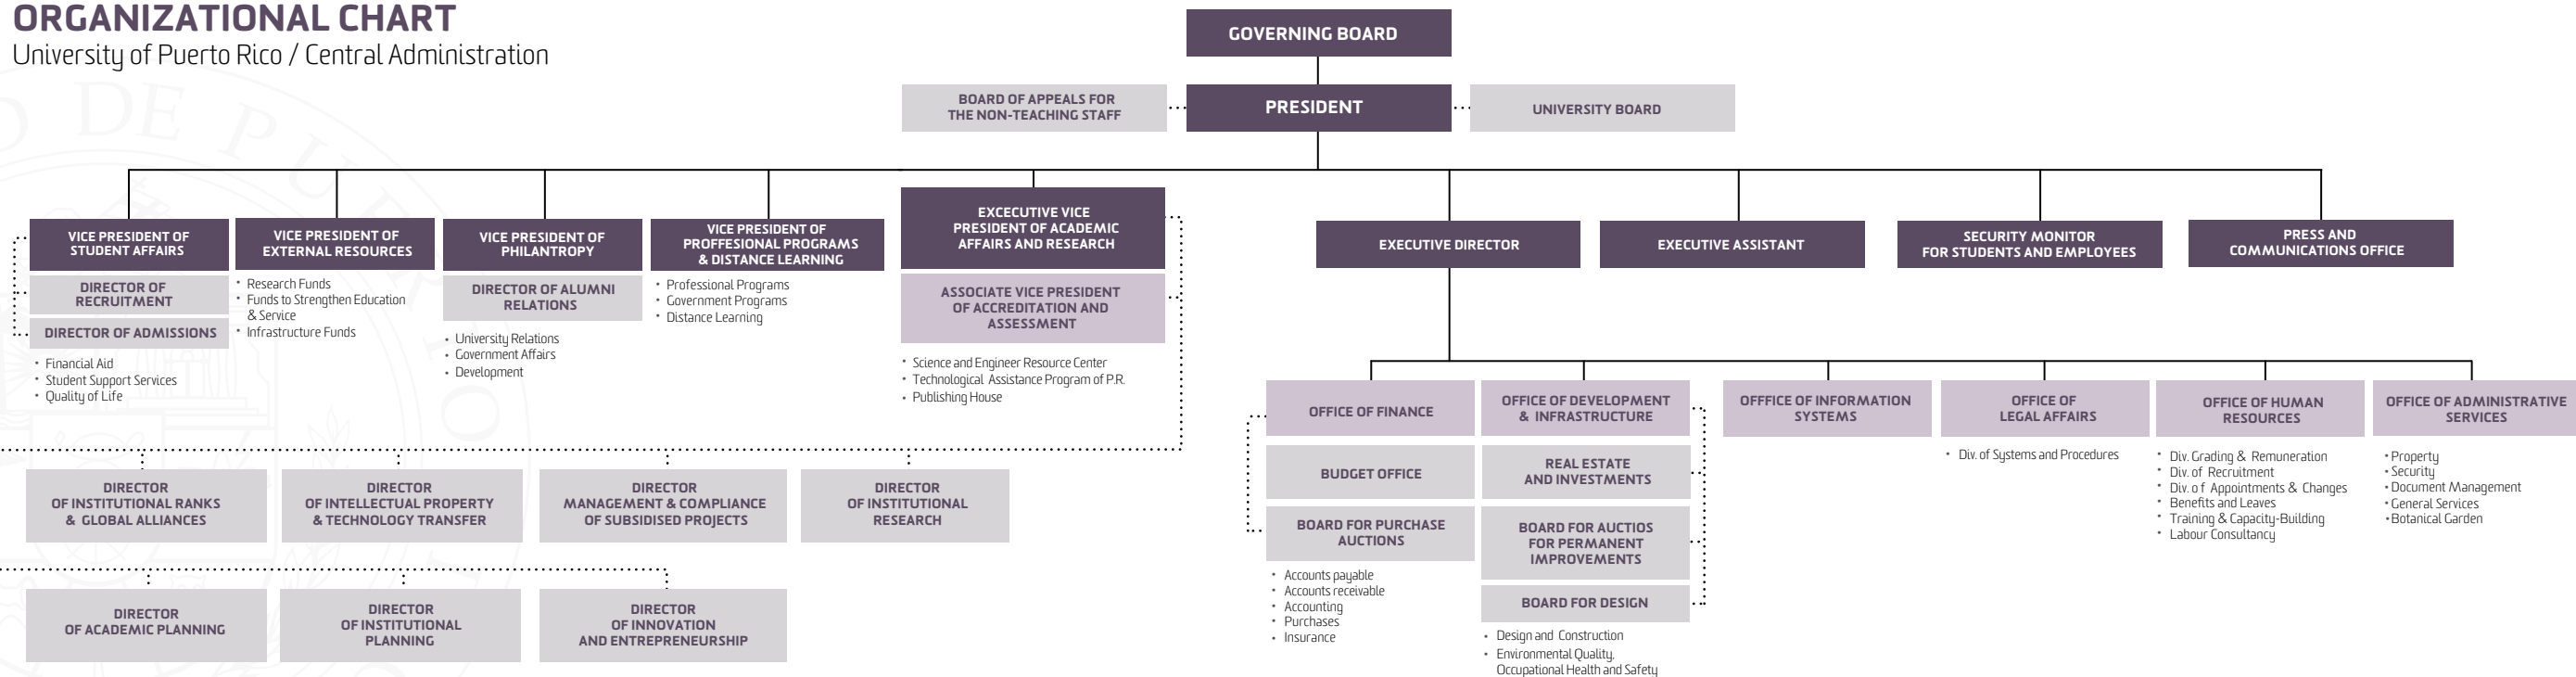 ORGANIZATIONAL CHART
University of Puerto Rico / Central Administration
GOVERNING BOARD
BOARD OF APPEALS FOR
THE NON-TEACHING STAFF
PRESIDENT
UNIVERSITY BOARD
VICE PRESIDENT OF
STUDENT AFFAIRS
DIRECTOR OF
RECRUITMENT
DIRECTOR OF ADMISSIONS
• Financial Aid
• Student Support Services
• Quality of Life
VICE PRESIDENT OF
EXTERNAL RESOURCES
• Research Funds
• Funds to Strengthen Education
& Service
• Infrastructure Funds
VICE PRESIDENT OF
PHILANTROPY
DIRECTOR OF ALUMNI
RELATIONS
• University Relations
• Government Affairs
• Development
VICE PRESIDENT OF
PROFFESIONAL PROGRAMS
& DISTANCE LEARNING
• Professional Programs
• Government Programs
• Distance Learning
EXCECUTIVE VICE
PRESIDENT OF ACADEMIC
AFFAIRS AND RESEARCH
ASSOCIATE VICE PRESIDENT
OF ACCREDITATION AND
ASSESSMENT
• Science and Engineer Resource Center
• Technological Assistance Program of P.R.
• Publishing House
EXECUTIVE DIRECTOR
EXECUTIVE ASSISTANT
SECURITY MONITOR
FOR STUDENTS AND EMPLOYEES
PRESS AND
COMMUNICATIONS OFFICE
DIRECTOR
OF INSTITUTIONAL RANKS
& GLOBAL ALLIANCES
DIRECTOR
OF INTELLECTUAL PROPERTY
& TECHNOLOGY TRANSFER
DIRECTOR
MANAGEMENT & COMPLIANCE
OF SUBSIDISED PROJECTS
DIRECTOR
OF INSTITUTIONAL
RESEARCH
DIRECTOR
OF ACADEMIC PLANNING
DIRECTOR
OF INSTITUTIONAL
PLANNING
DIRECTOR
OF INNOVATION
AND ENTREPRENEURSHIP
OFFICE OF FINANCE
BUDGET OFFICE
BOARD FOR PURCHASE
AUCTIONS
• Accounts payable
• Accounts receivable
• Accounting
• Purchases
• Insurance
OFFICE OF DEVELOPMENT
& INFRASTRUCTURE
REAL ESTATE
AND INVESTMENTS
BOARD FOR AUCTIOS
FOR PERMANENT
IMPROVEMENTS
BOARD FOR DESIGN
• Design and Construction
• Environmental Quality,
Occupational Health and Safety
OFFFICE OF INFORMATION
SYSTEMS
OFFICE OF
LEGAL AFFAIRS
• Div. of Systems and Procedures
OFFICE OF HUMAN
RESOURCES
• Div. Grading & Remuneration
• Div. of Recruitment
• Div. o f Appointments & Changes
• Benefits and Leaves
• Training & Capacity-Building
• Labour Consultancy
OFFICE OF ADMINISTRATIVE
SERVICES
• Property
• Security
• Document Management
• General Services
• Botanical Garden